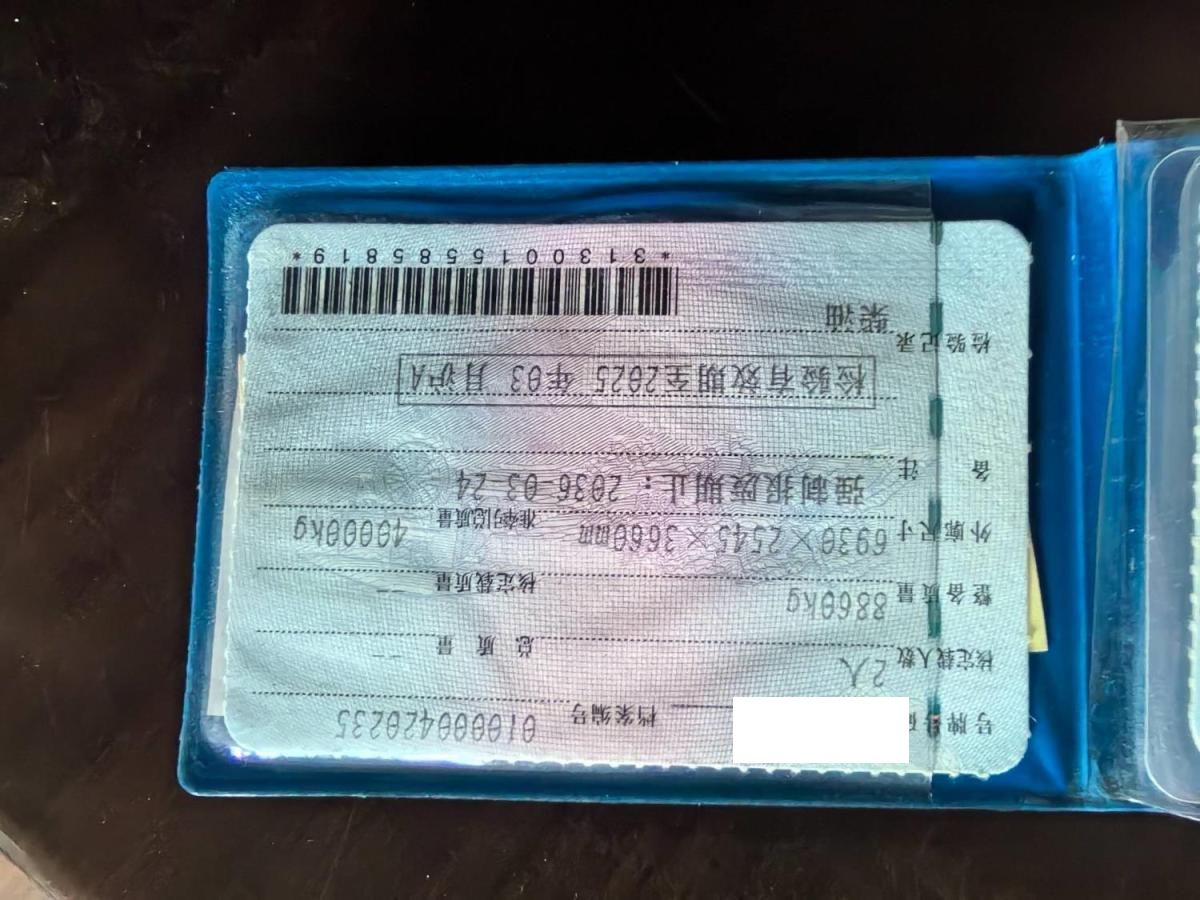 号牌号码 档案编号 010000420235
核定载人数 2人 总质量 --
整备质量 8860kg 核定载质量 --
外廓尺寸 6930×2545×3660mm 准牵引总质量 40000kg
备注 强制报废期止：2036-03-24
检验有效期至2025 年03 月沪A
检验记录
柴油
*31300155585819*